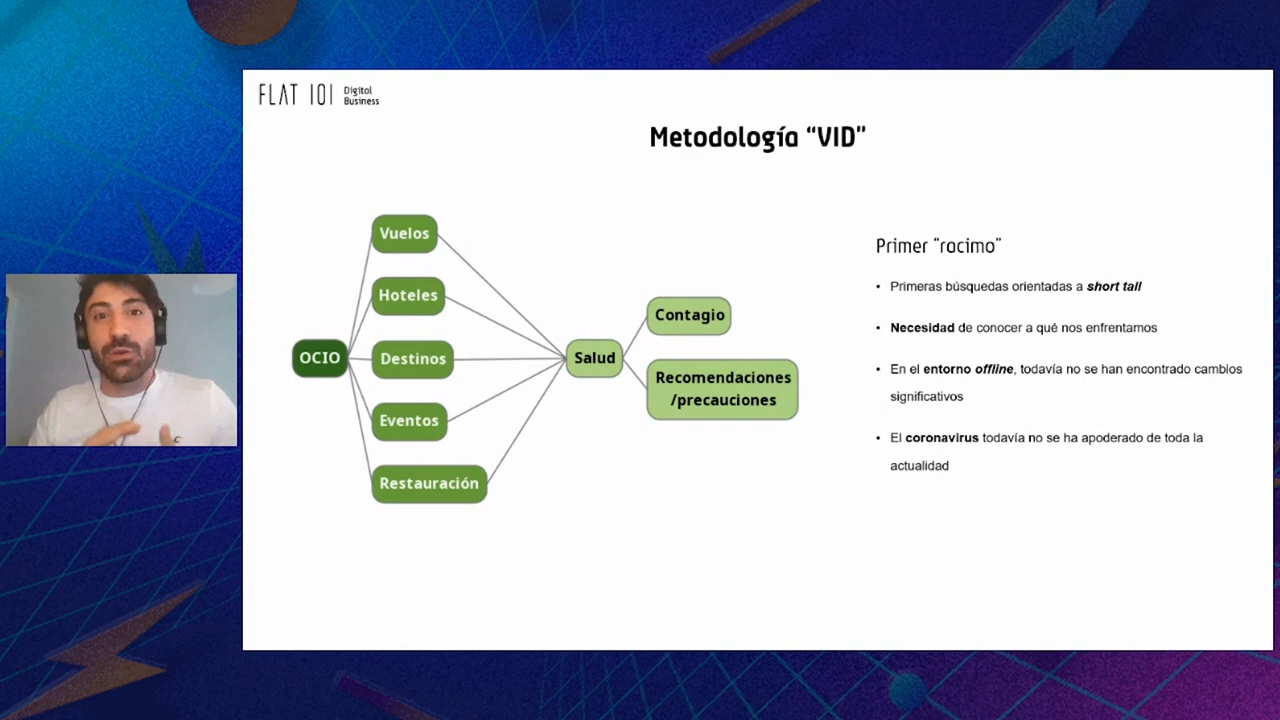 FLAT 101 Digital Business
Metodología “VID”
OCIO
Vuelos
Hoteles
Destinos
Eventos
Restauración
Salud
Contagio
Recomendaciones
/precauciones
Primer “racimo”
• Primeras búsquedas orientadas a short tall
• Necesidad de conocer a qué nos enfrentamos
• En el entorno offline, todavía no se han encontrado cambios
significativos
• El coronavirus todavía no se ha apoderado de toda la
actualidad